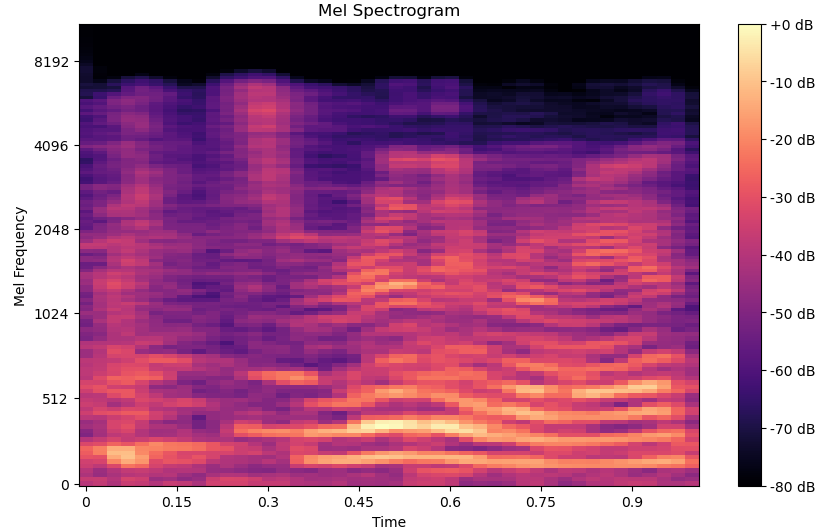 Mel Spectrogram
Mel Frequency
8192
4096
2048
1024
512
0
0 0.15 0.3 0.45 0.6 0.75 0.9
Time
+0 dB
-10 dB
-20 dB
-30 dB
-40 dB
-50 dB
-60 dB
-70 dB
-80 dB